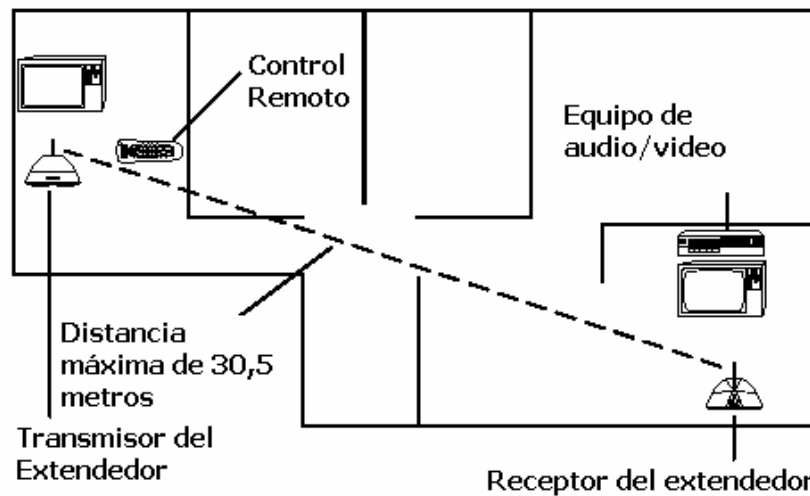 Control
Remoto
Equipo de
audio/video
Distancia
máxima de 30,5
metros
Transmisor del
Extendedor
Receptor del extendedor